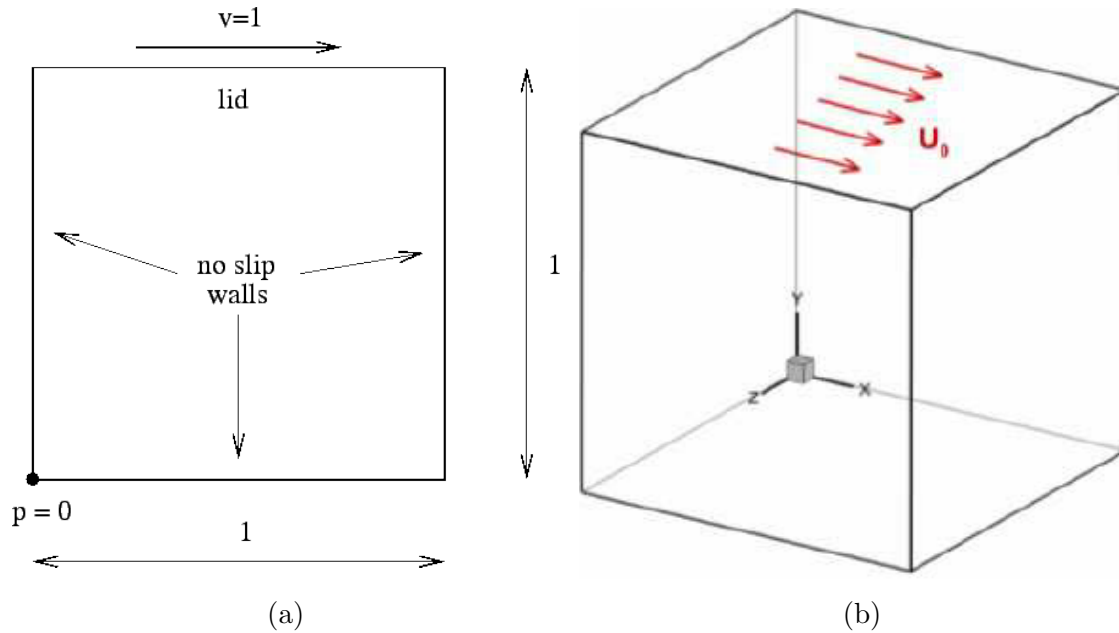 v=1
lid
no slip
walls
p = 0
1
1
U0
Y
X
Z
(a)
(b)